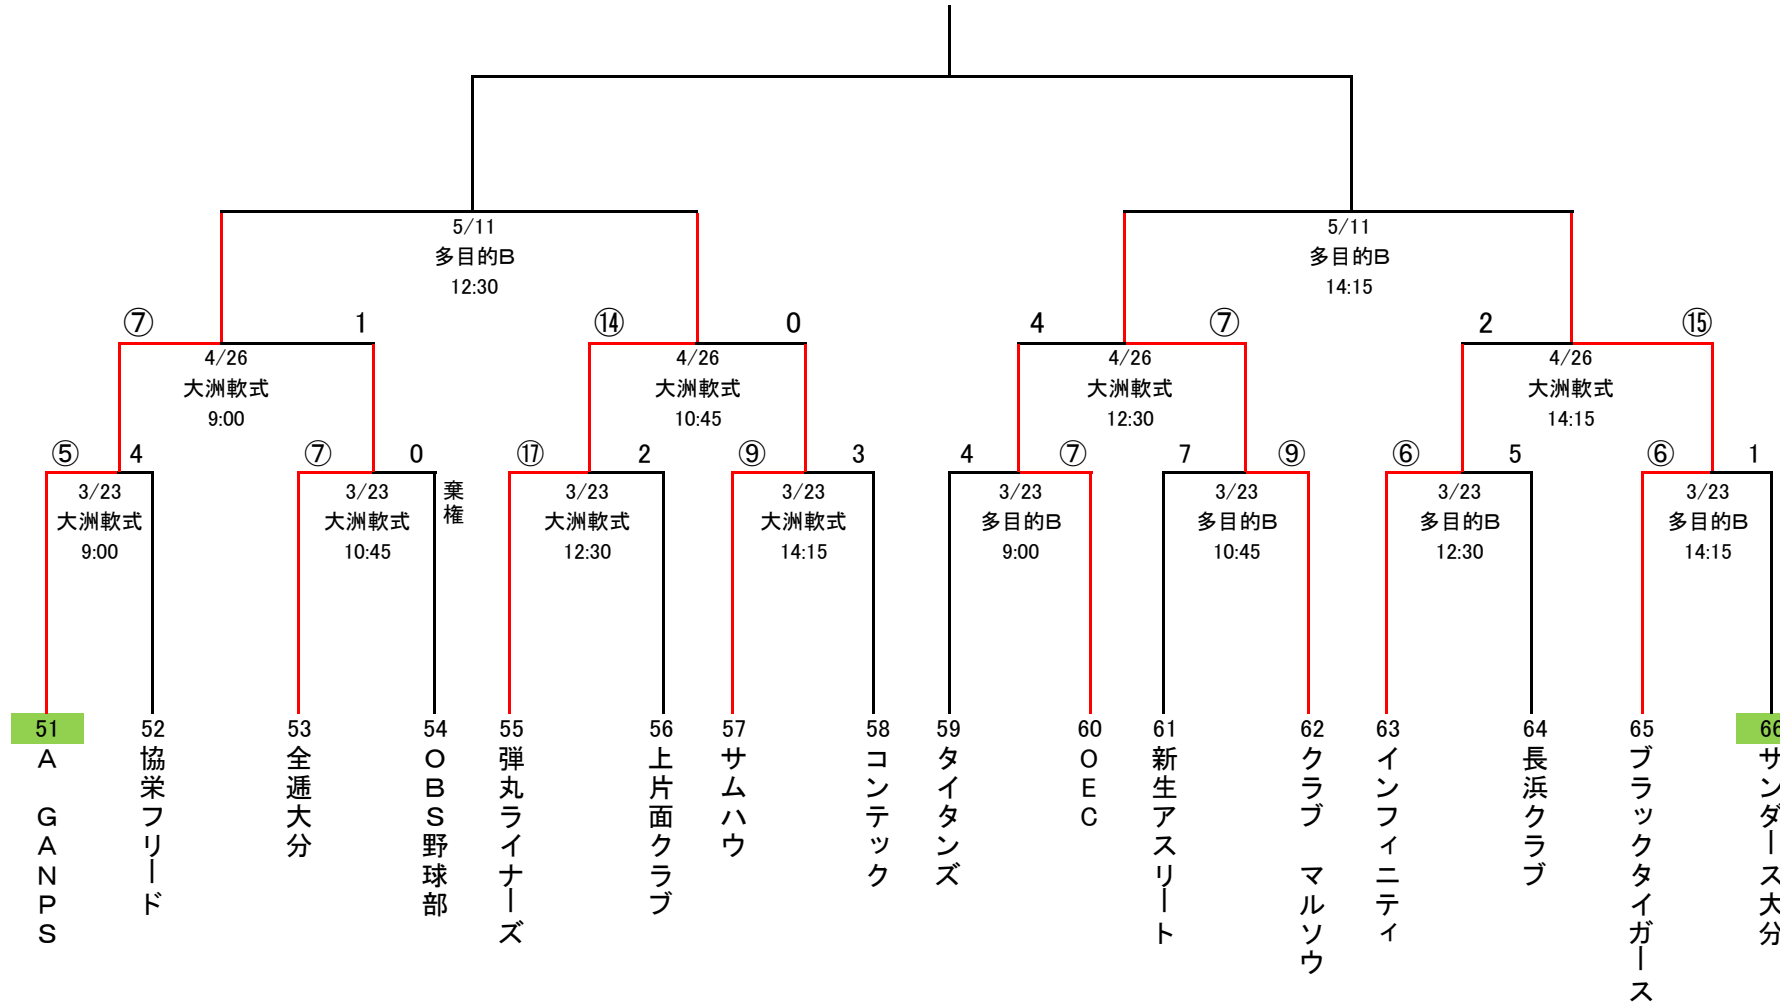 5/11
多目的B
12:30
5/11
多目的B
14:15
⑦
1
⑭
0
4
⑦
2
⑮
4/26
大洲軟式
9:00
4/26
大洲軟式
10:45
4/26
大洲軟式
12:30
4/26
大洲軟式
14:15
⑤
4
⑦
0
⑰
2
⑨
3
4
⑦
7
⑨
⑥
5
⑥
1
3/23
大洲軟式
9:00
3/23
大洲軟式
10:45
棄権
3/23
大洲軟式
12:30
3/23
大洲軟式
14:15
3/23
多目的B
9:00
3/23
多目的B
10:45
3/23
多目的B
12:30
3/23
多目的B
14:15
51
A GANPS
52
協栄フリード
53
全逓大分
54
OBS野球部
55
弾丸ライナーズ
56
上片面クラブ
57
サムハウ
58
コンテック
59
タイタンズ
60
OEC
61
新生アスリート
62
クラブ マルソウ
63
インフィニティ
64
長浜クラブ
65
ブラックタイガース
66
サンダース大分